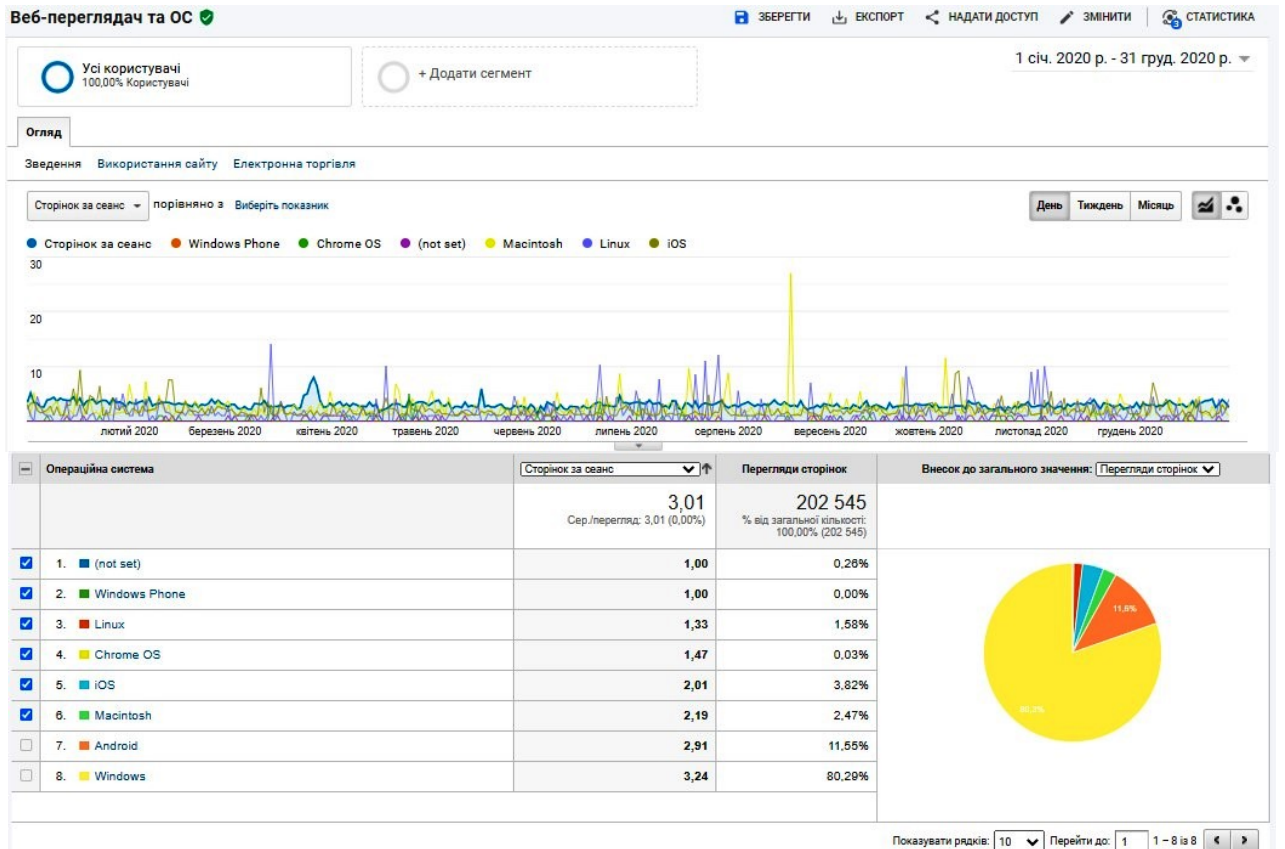 Веб-переглядач та ОС
ЗБЕРЕГТИ ЕКСПОРТ НАДАТИ ДОСТУП ЗМІНИТИ 3 СТАТИСТИКА
Усі користувачі
100,00% Користувачі
+ Додати сегмент
1 січ. 2020 р. - 31 груд. 2020 р.
Огляд
Зведення Використання сайту Електронна торгівля
Сторінок за сеанс порівняно з Виберіть показник
День Тиждень Місяць
Сторінок за сеанс Windows Phone Chrome OS (not set) Macintosh Linux iOS
30
20
10
лютий 2020 березень 2020 квітень 2020 травень 2020 червень 2020 липень 2020 серпень 2020 вересень 2020 жовтень 2020 листопад 2020 грудень 2020
Операційна система Сторінок за сеанс Перегляди сторінок Внесок до загального значення: Перегляди сторінок
3,01 202 545
Сер./перегляд: 3,01 (0,00%) % від загальної кількості:
100,00% (202 545)
1. (not set) 1,00 0,26%
2. Windows Phone 1,00 0,00%
3. Linux 1,33 1,58%
4. Chrome OS 1,47 0,03%
5. iOS 2,01 3,82%
6. Macintosh 2,19 2,47%
7. Android 2,91 11,55%
8. Windows 3,24 80,29%
11,6%
80,3%
Показувати рядків: 10 Перейти до: 1 1 – 8 із 8